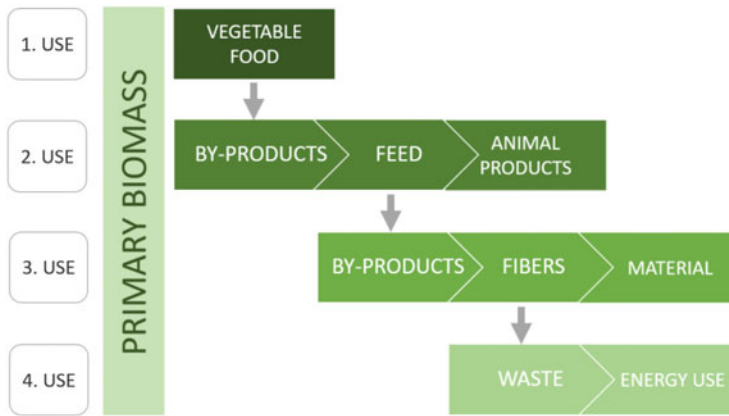 1. USE
2. USE
3. USE
4. USE
PRIMARY BIOMASS
VEGETABLE
FOOD
BY-PRODUCTS
FEED
ANIMAL
PRODUCTS
BY-PRODUCTS
FIBERS
MATERIAL
WASTE
ENERGY USE